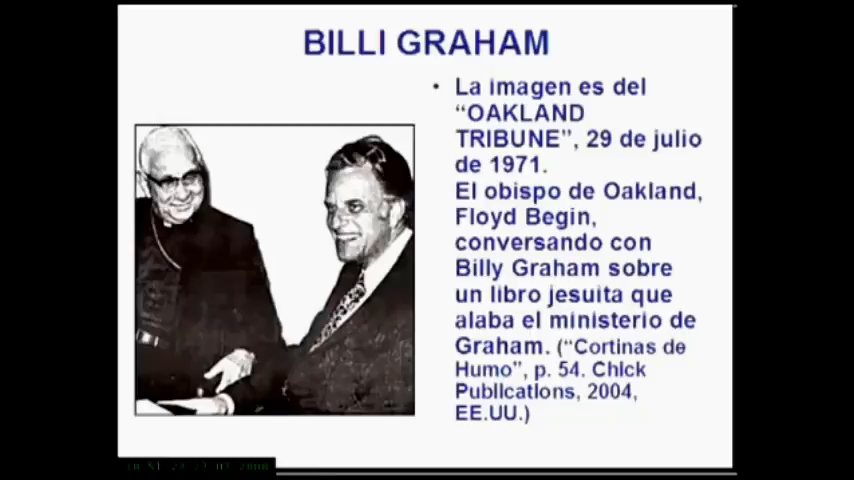 BILLI GRAHAM
• La imagen es del
“OAKLAND
TRIBUNE”, 29 de julio
de 1971.
El obispo de Oakland,
Floyd Begin,
conversando con
Billy Graham sobre
un libro jesuita que
alaba el ministerio de
Graham. (“Cortinas de
Humo”, p. 54. Chick
Publications, 2004,
EE.UU.)